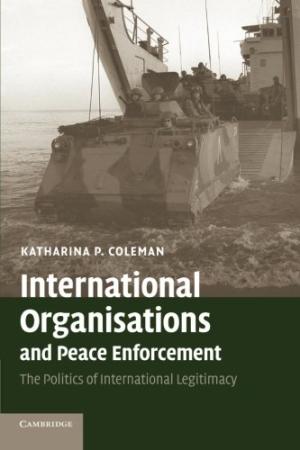 KATHARINA P. COLEMAN
International
Organisations
and Peace Enforcement
The Politics of International Legitimacy
CAMBRIDGE